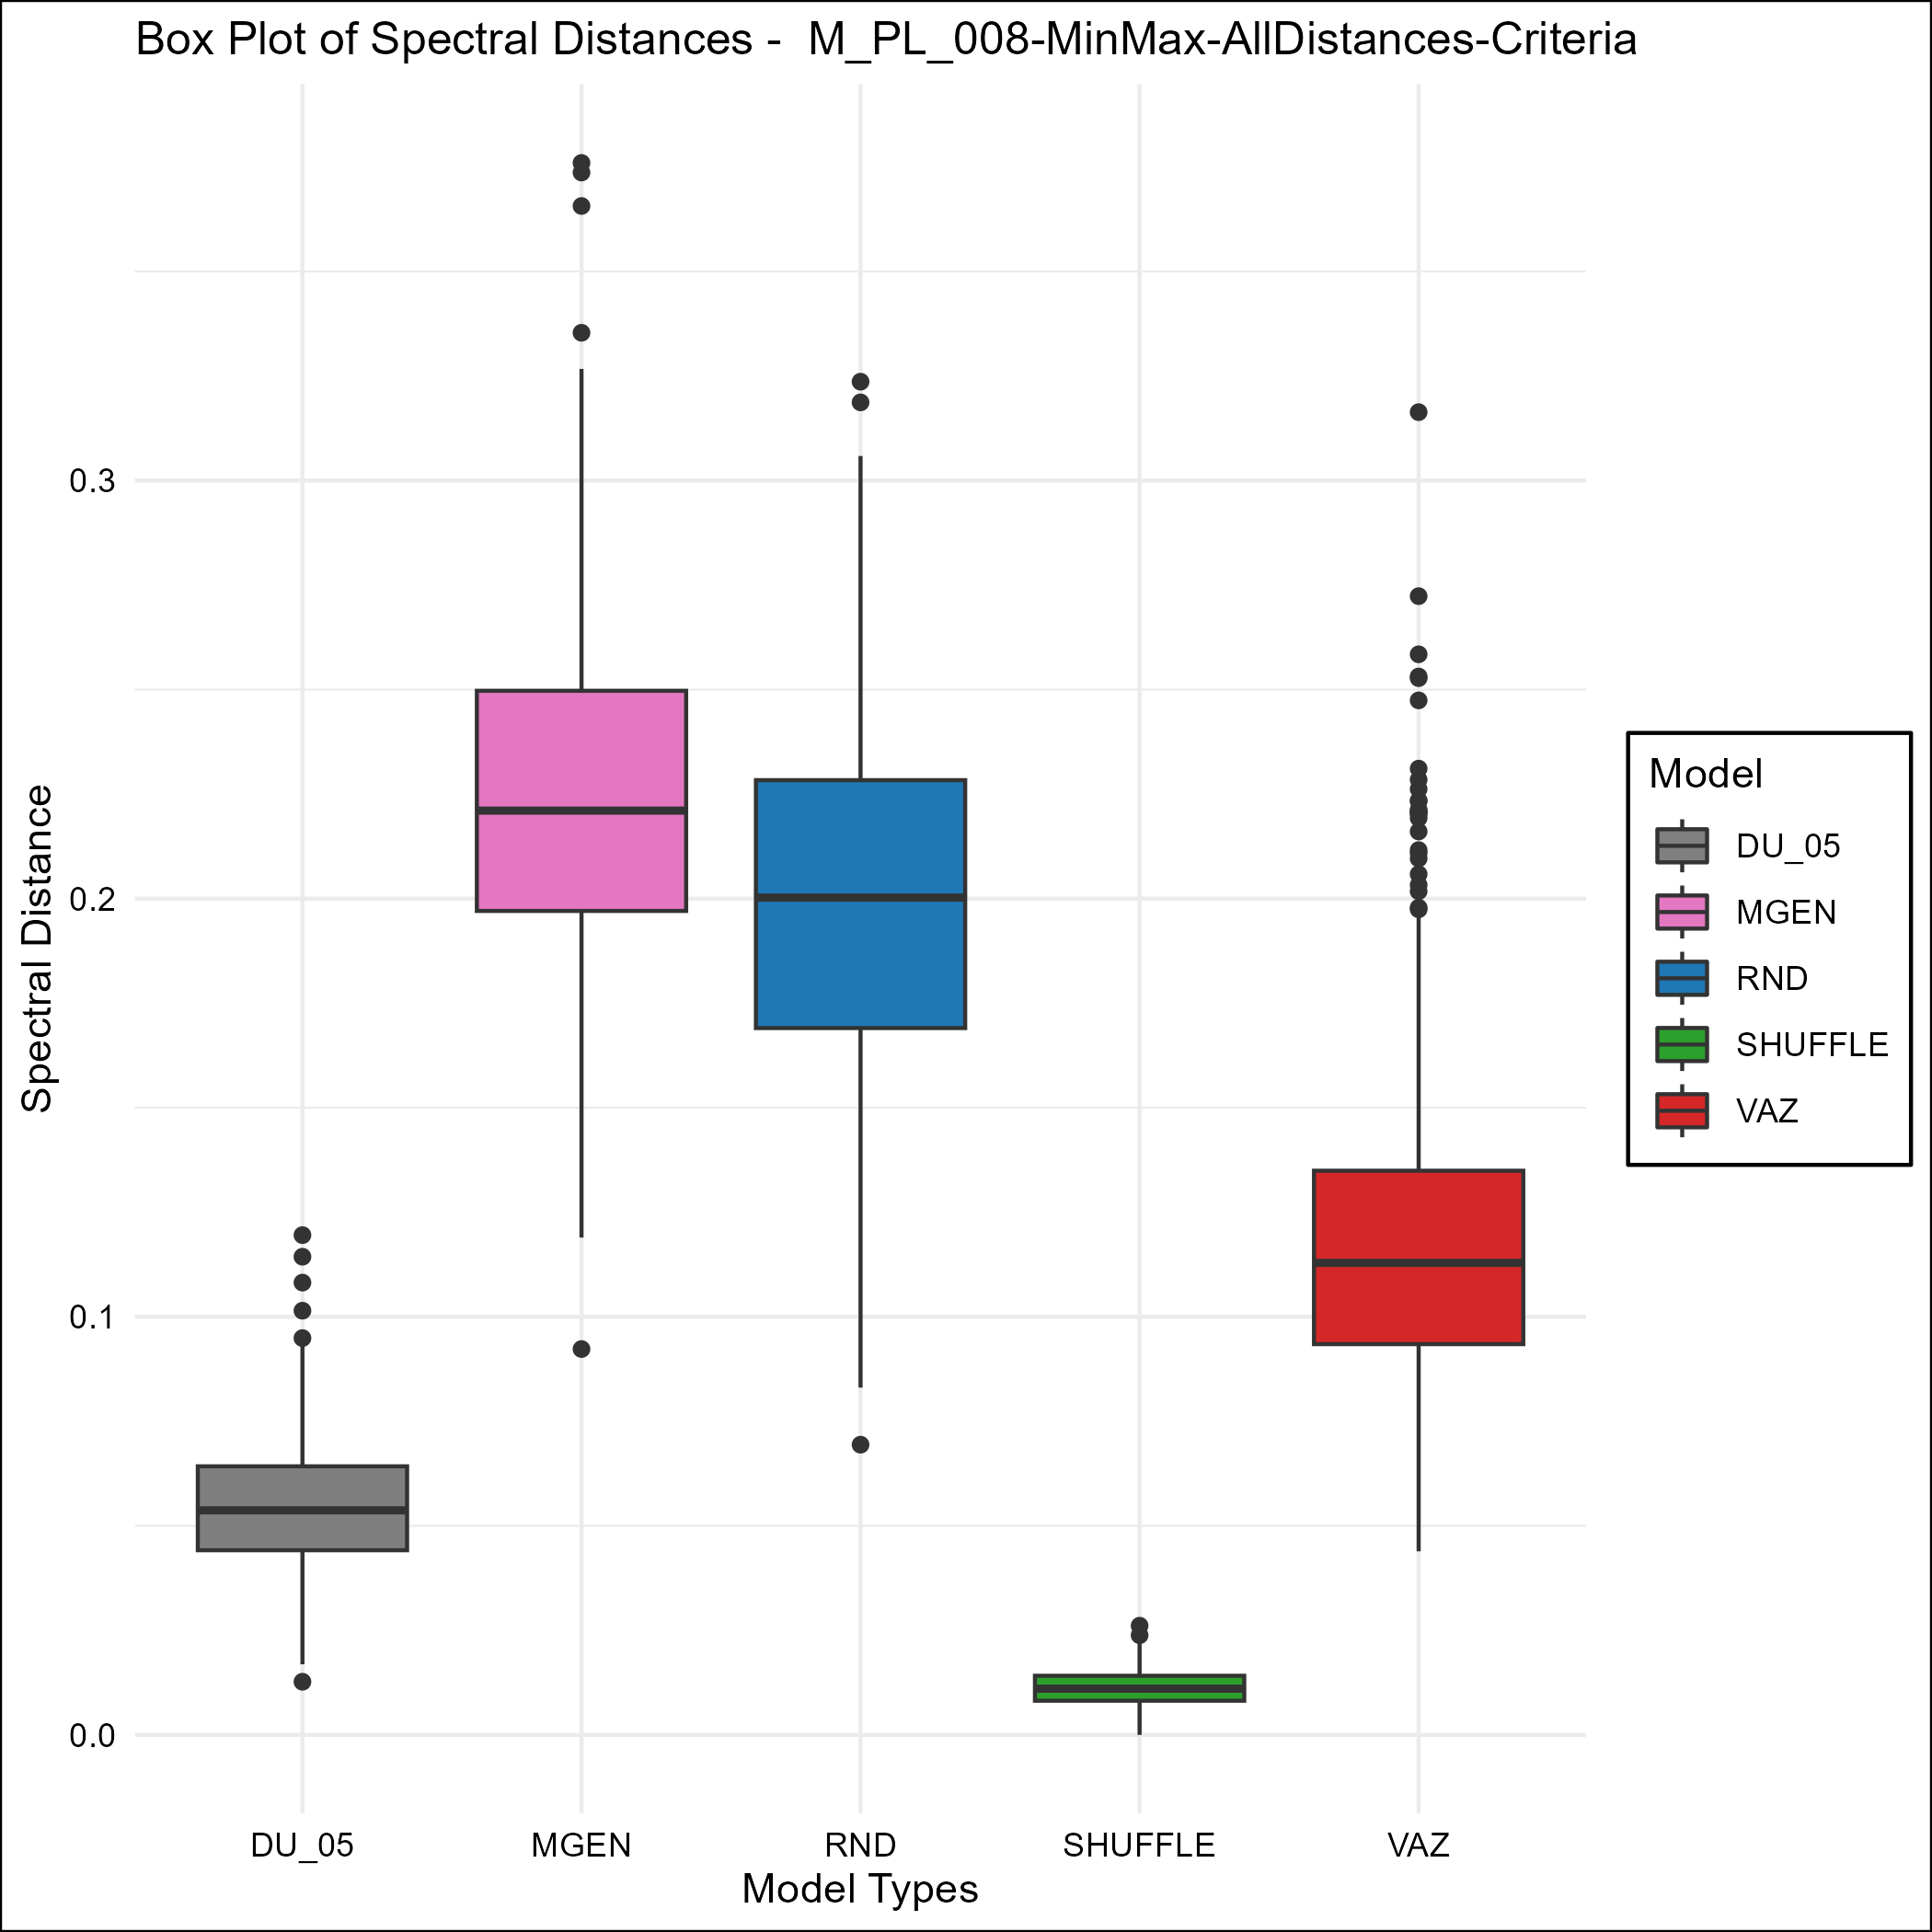 Box Plot of Spectral Distances -  M_PL_008-MinMax-AllDistances-Criteria
Spectral Distance
0.3
0.2
0.1
0.0
DU_05
MGEN
RND
SHUFFLE
VAZ
Model Types
Model
DU_05
MGEN
RND
SHUFFLE
VAZ